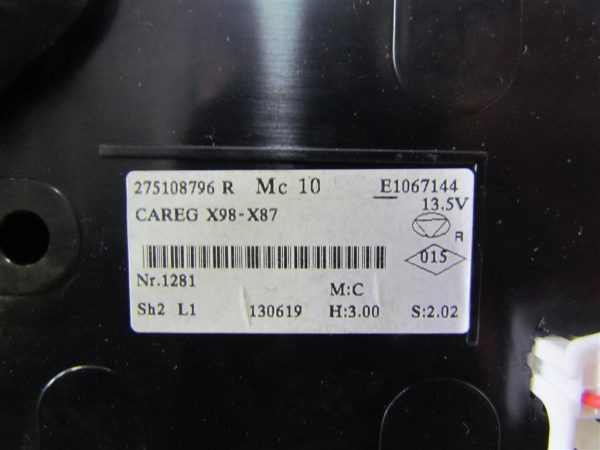 275108796 R Mc 10 E1067144
13.5V
CAREG X98-X87
R
015
Nr.1281
M:C
Sh2 L1 130619 H:3.00 S:2.02